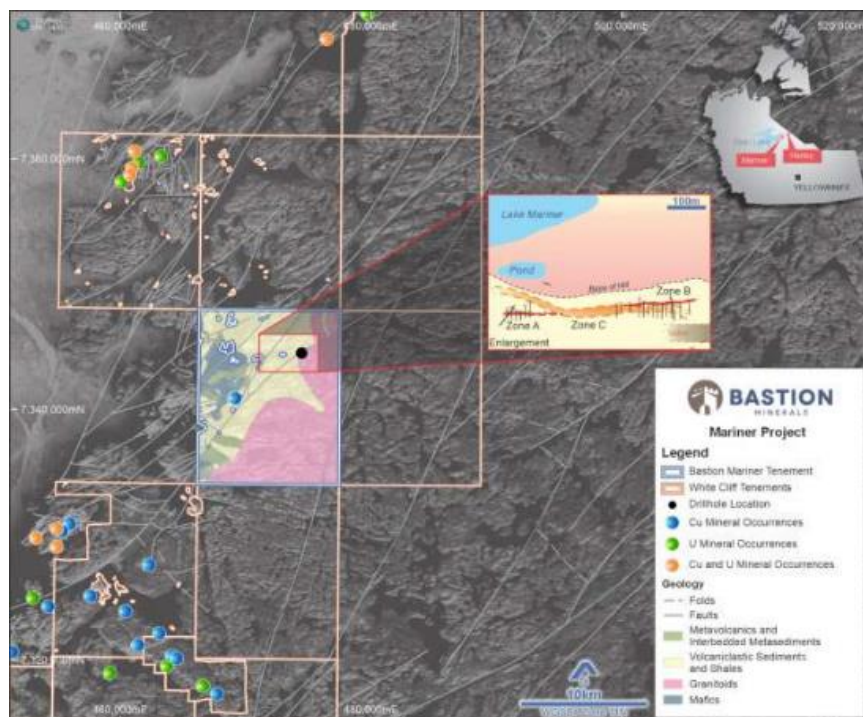 460,000mE
480,000mE
500,000mE
520,000mE
7,360,000mN
7,340,000mN
YELLOWKNIFE
Lake Mariner
100m
Pond
Base of Hill
Zone B
Zone A
Zone C
Enlargement
BASTION
MINERALS
Mariner Project
Legend
Bastion Mariner Tenement
White Cliff Tenements
Drillhole Location
Cu Mineral Occurrences
U Mineral Occurrences
Cu and U Mineral Occurrences
Geology
Folds
Faults
Metavolcanics and
Interbedded Metasediments
Volcaniclastic Sediments
and Shales
Granitoids
Mafics
10km
460,000mE
480,000mE